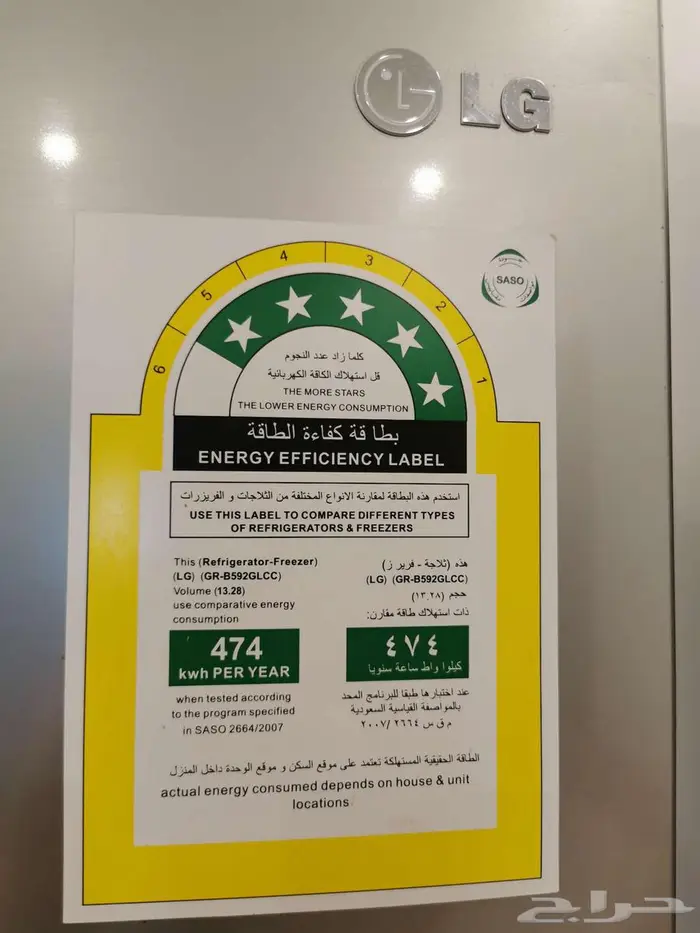 LG
جودة
SASO
6 5 4 3 2 1
كلما زاد عدد النجوم
قل استهلاك الكاقة الكهربائية
THE MORE STARS
THE LOWER ENERGY CONSUMPTION
بطاقة كفاءة الطاقة
ENERGY EFFICIENCY LABEL
استخدم هذه البطاقة لمقارنة الانواع المختلفة من الثلاجات و الفريزرات
USE THIS LABEL TO COMPARE DIFFERENT TYPES
OF REFRIGERATORS & FREEZERS
This (Refrigerator-Freezer)
(LG) (GR-B592GLCC)
Volume (13.28)
use comparative energy
consumption
474
kwh PER YEAR
when tested according
to the program specified
in SASO 2664/2007
هذه (ثلاجة - فريرز)
(LG) (GR-B592GLCC)
حجم (١٣.٢٨)
ذات استهلاك طاقة مقارن:
٤٧٤
كيلوا واط ساعة سنويا
عند اختبارها طبقا للبرنامج المحد
بالمواصفة القياسية السعودية
م ق س ٢٦٦٤ /٢٠٠٧
الطاقة الحقيقية المستهلكة تعتمد على موقع السكن و موقع الوحدة داخل المنزل
actual energy consumed depends on house & unit
locations
حراج